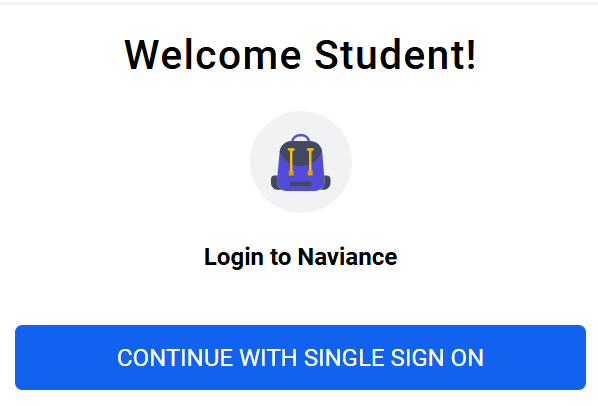 Welcome Student!
Login to Naviance
CONTINUE WITH SINGLE SIGN ON